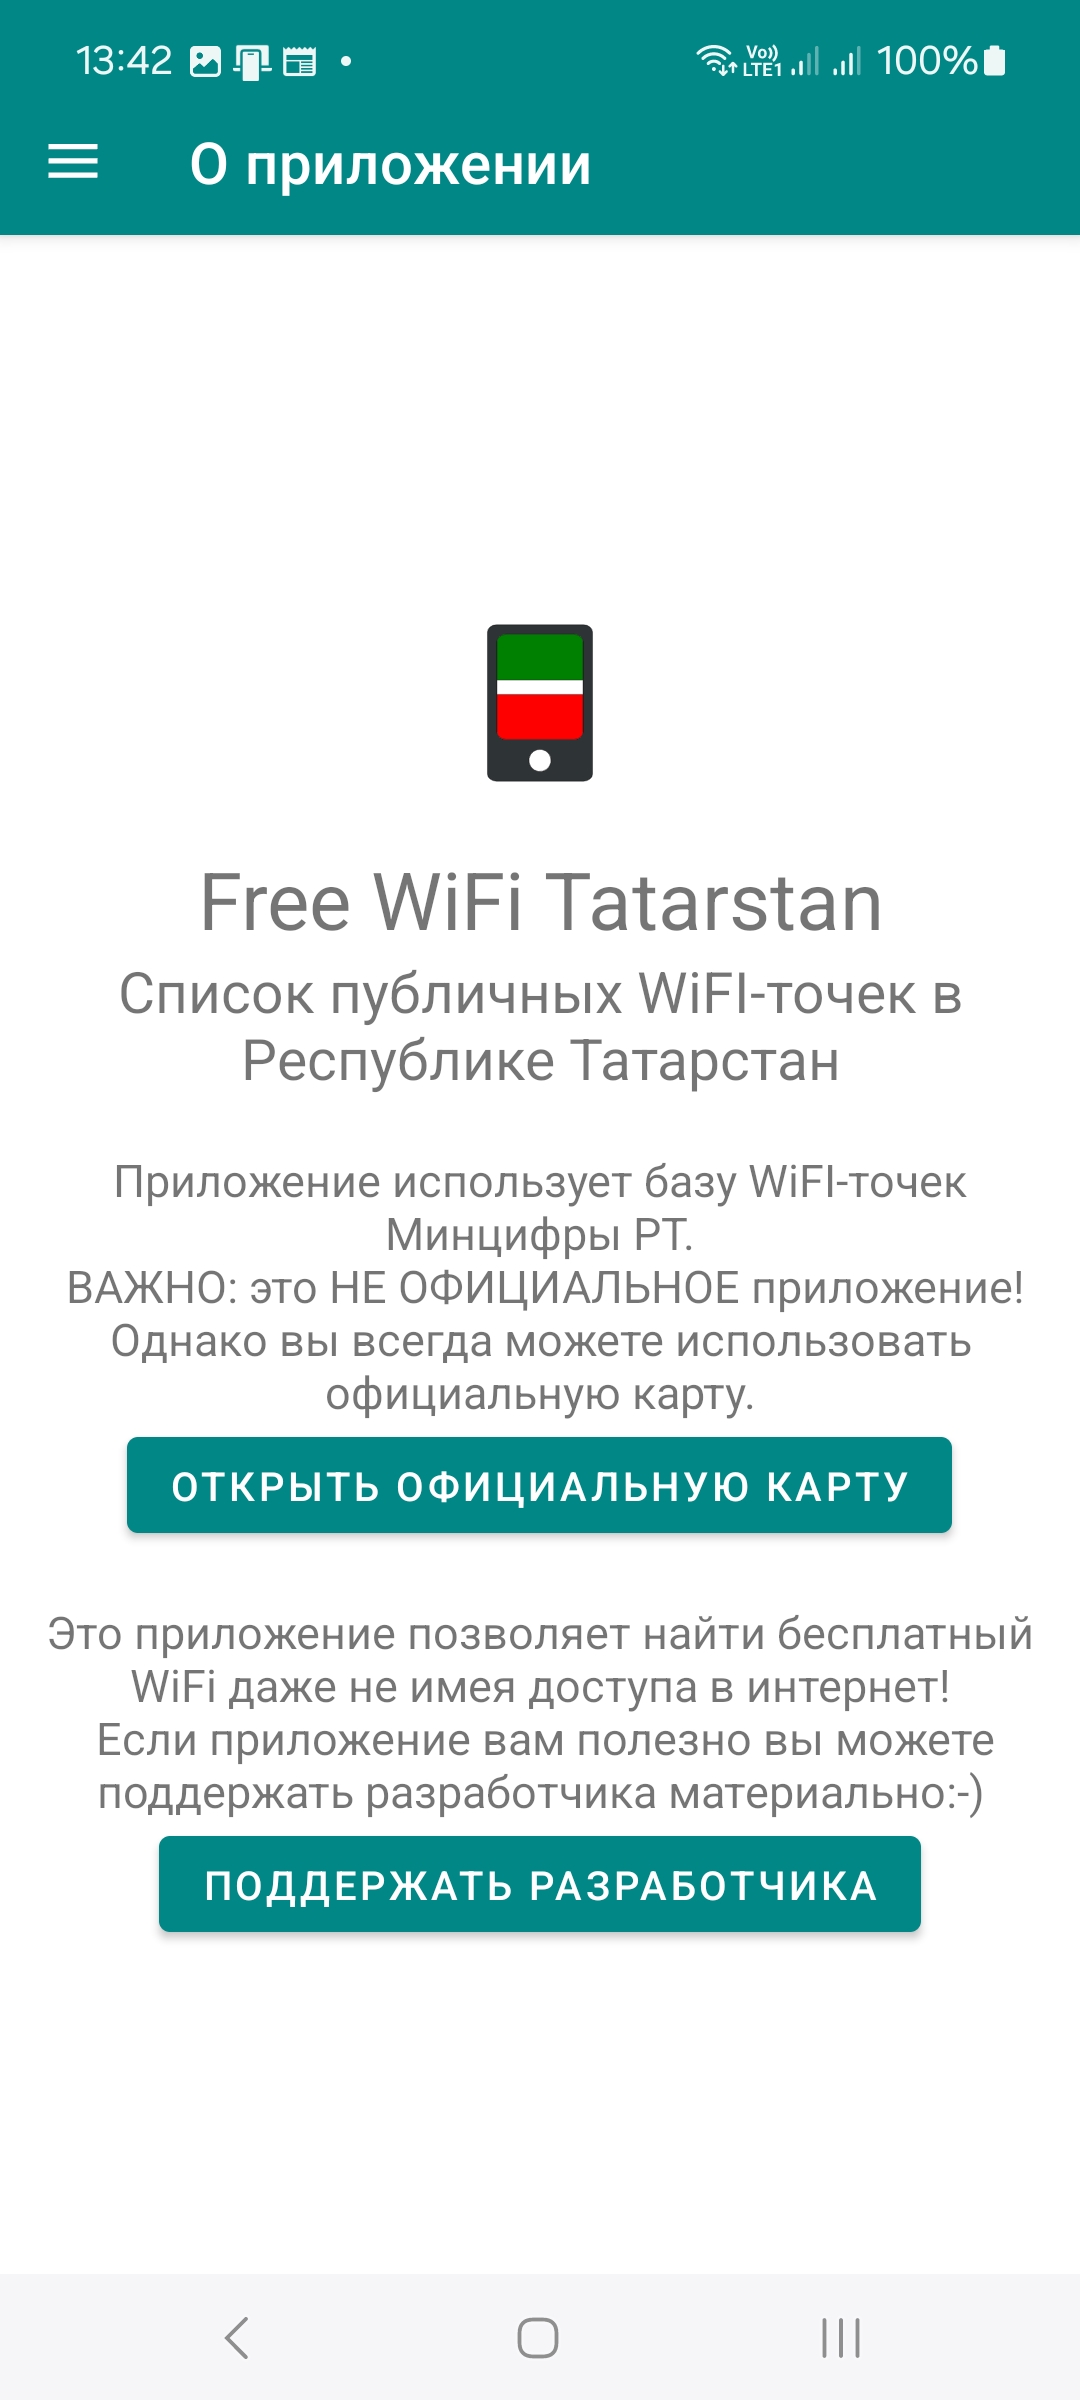 13:42
Vo)) LTE1
100%
О приложении
Free WiFi Tatarstan
Список публичных WiFI-точек в
Республике Татарстан
Приложение использует базу WiFI-точек
Минцифры РТ.
ВАЖНО: это НЕ ОФИЦИАЛЬНОЕ приложение!
Однако вы всегда можете использовать
официальную карту.
ОТКРЫТЬ ОФИЦИАЛЬНУЮ КАРТУ
Это приложение позволяет найти бесплатный
WiFi даже не имея доступа в интернет!
Если приложение вам полезно вы можете
поддержать разработчика материально:-)
ПОДДЕРЖАТЬ РАЗРАБОТЧИКА